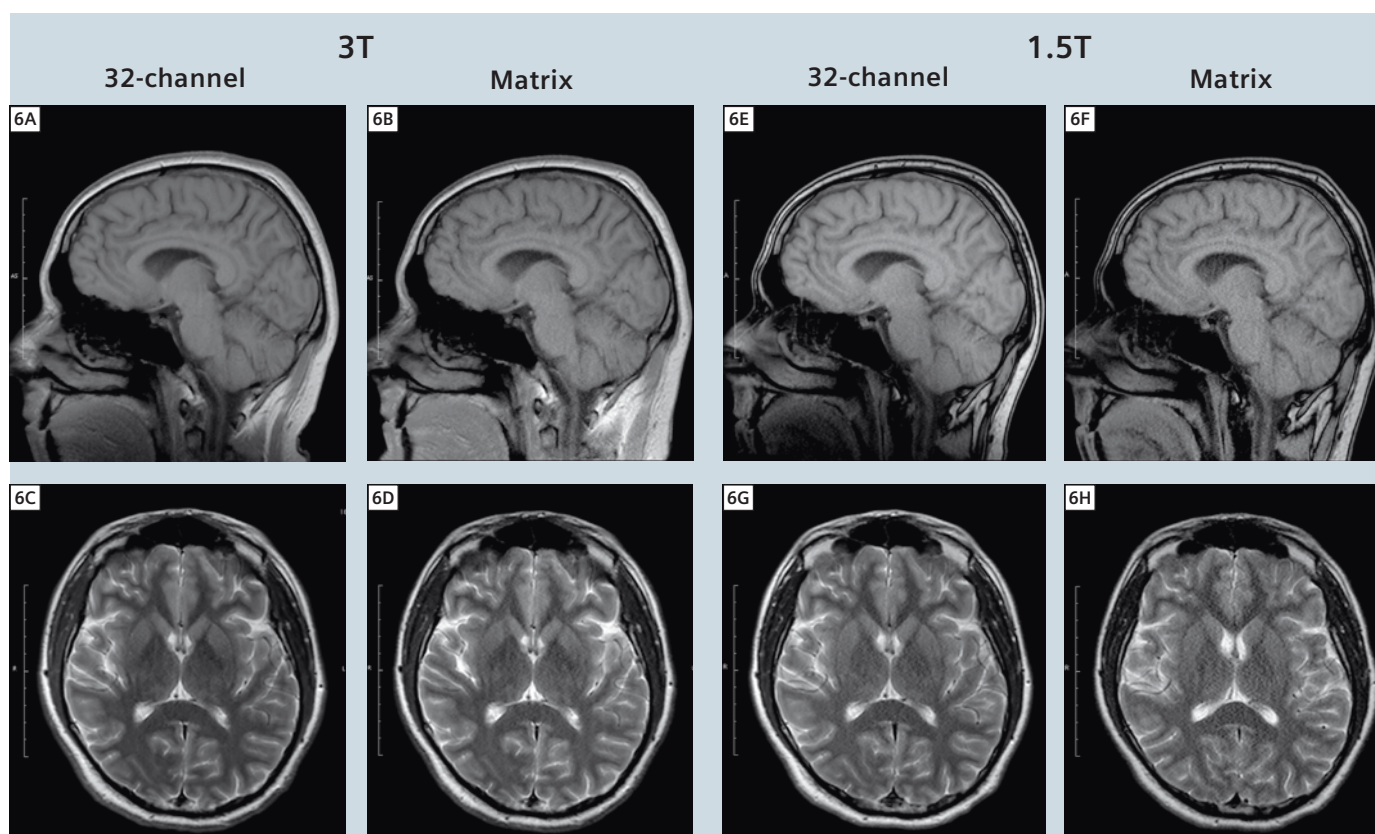 3T
1.5T
32-channel
Matrix
32-channel
Matrix
6A
6B
6E
6F
A
A
6C
6D
6G
6H
R
R
R
R